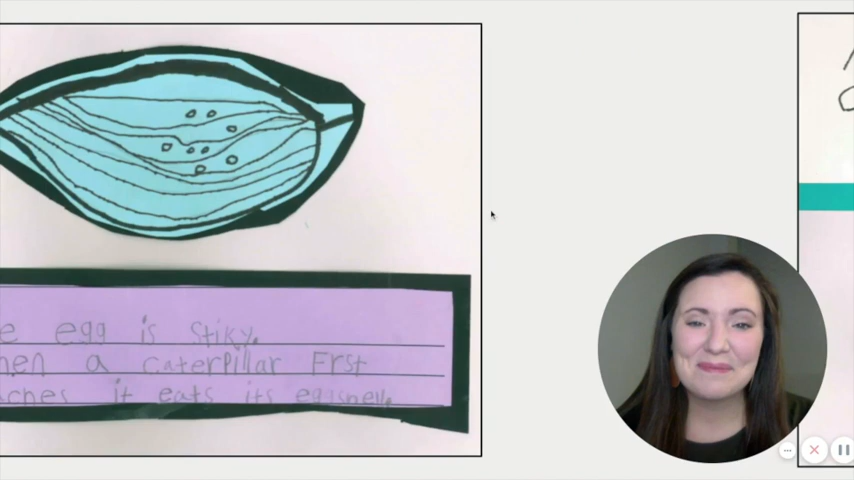 e egg is stiky.
hen a caterpillar Frst
ches it eats its eggshell.